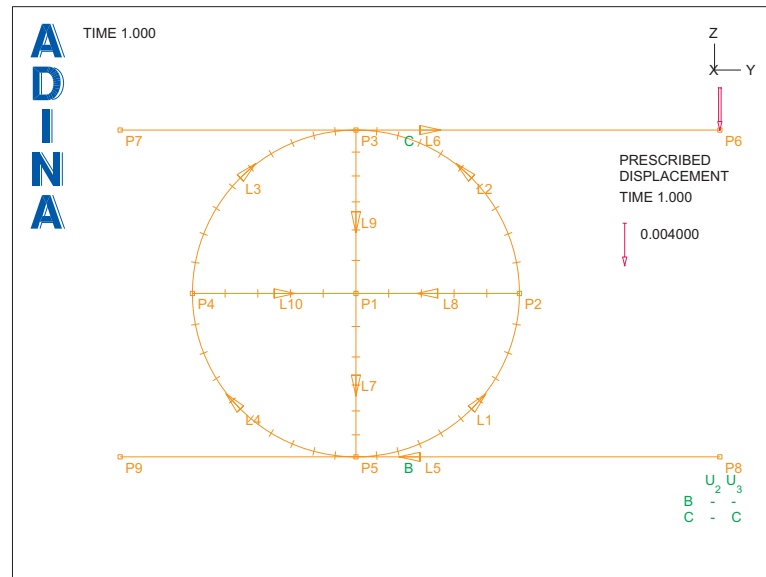 ADINA
TIME 1.000
Z
X Y
P7 P3 C L6 P6
PRESCRIBED
DISPLACEMENT
TIME 1.000
0.004000
L3 L2
L9
P4 L10 P1 L8 P2
L7
L4 L1
P9 P5 B L5 P8
U2 U3
B - -
C - C